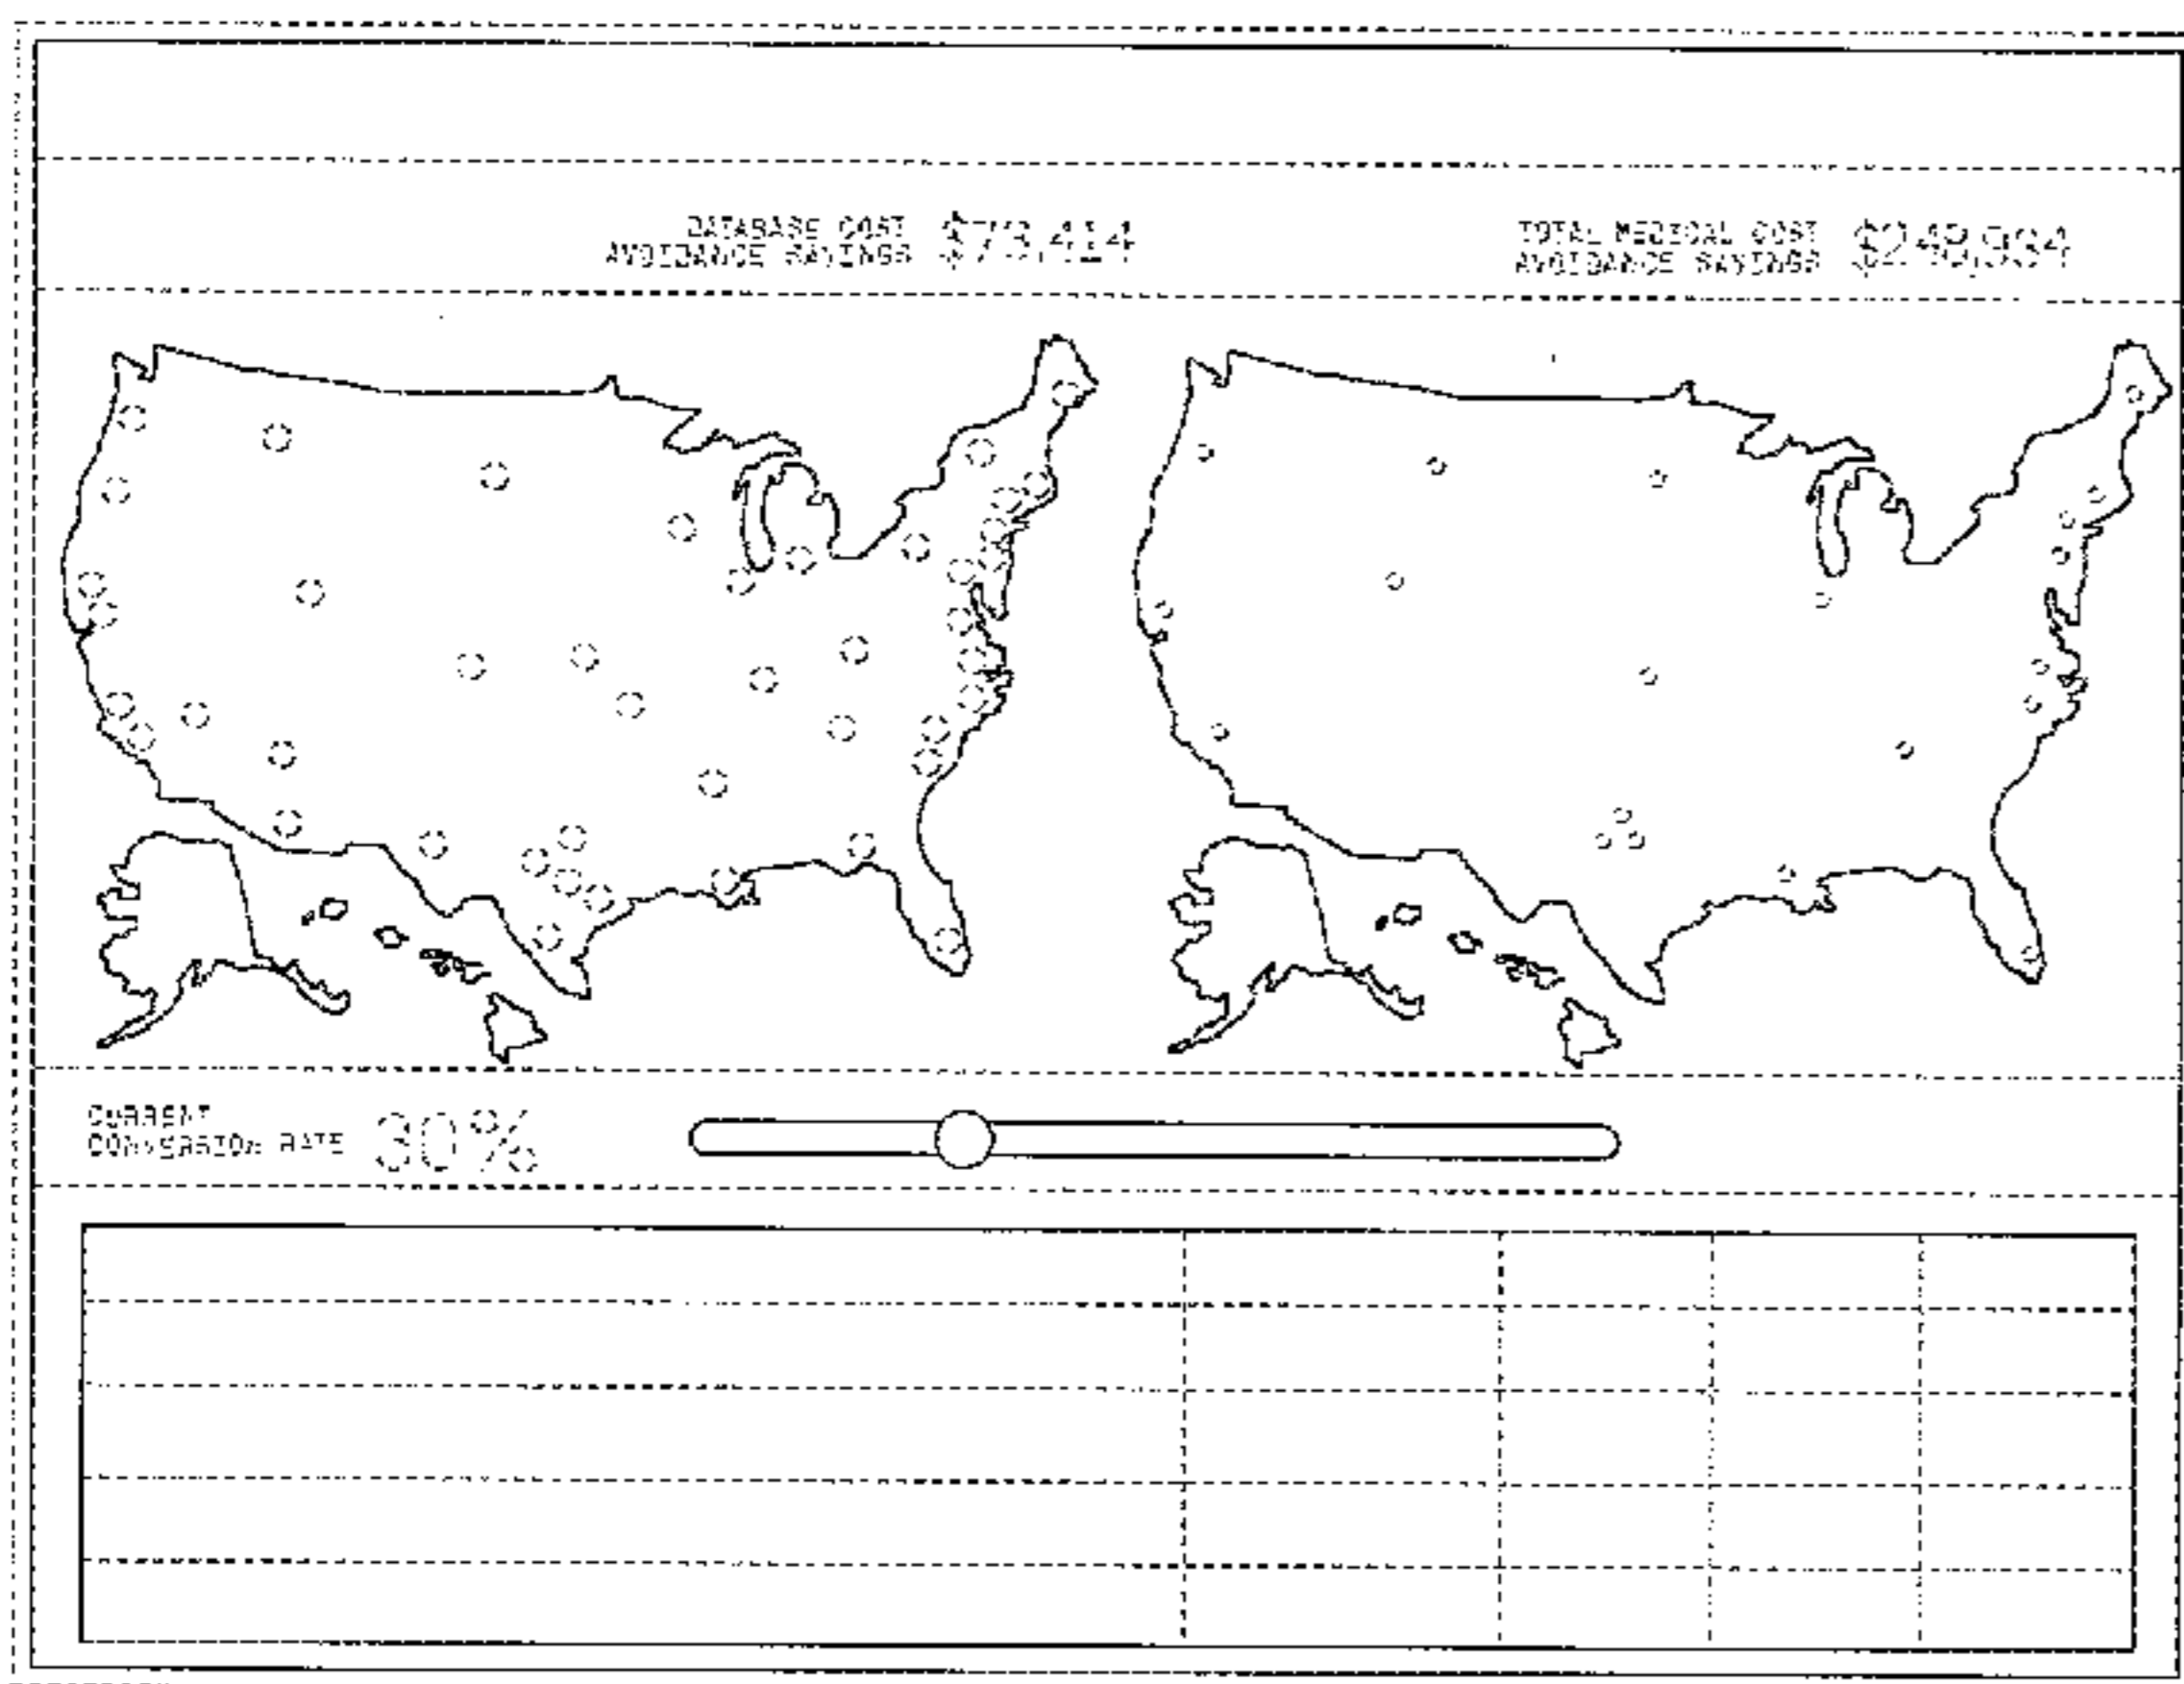 DATABASE COST
AVOIDANCE SAVINGS $73,414
TOTAL MEDICAL COST
AVOIDANCE SAVINGS
CURRENT
CONVERSION RATE 30%